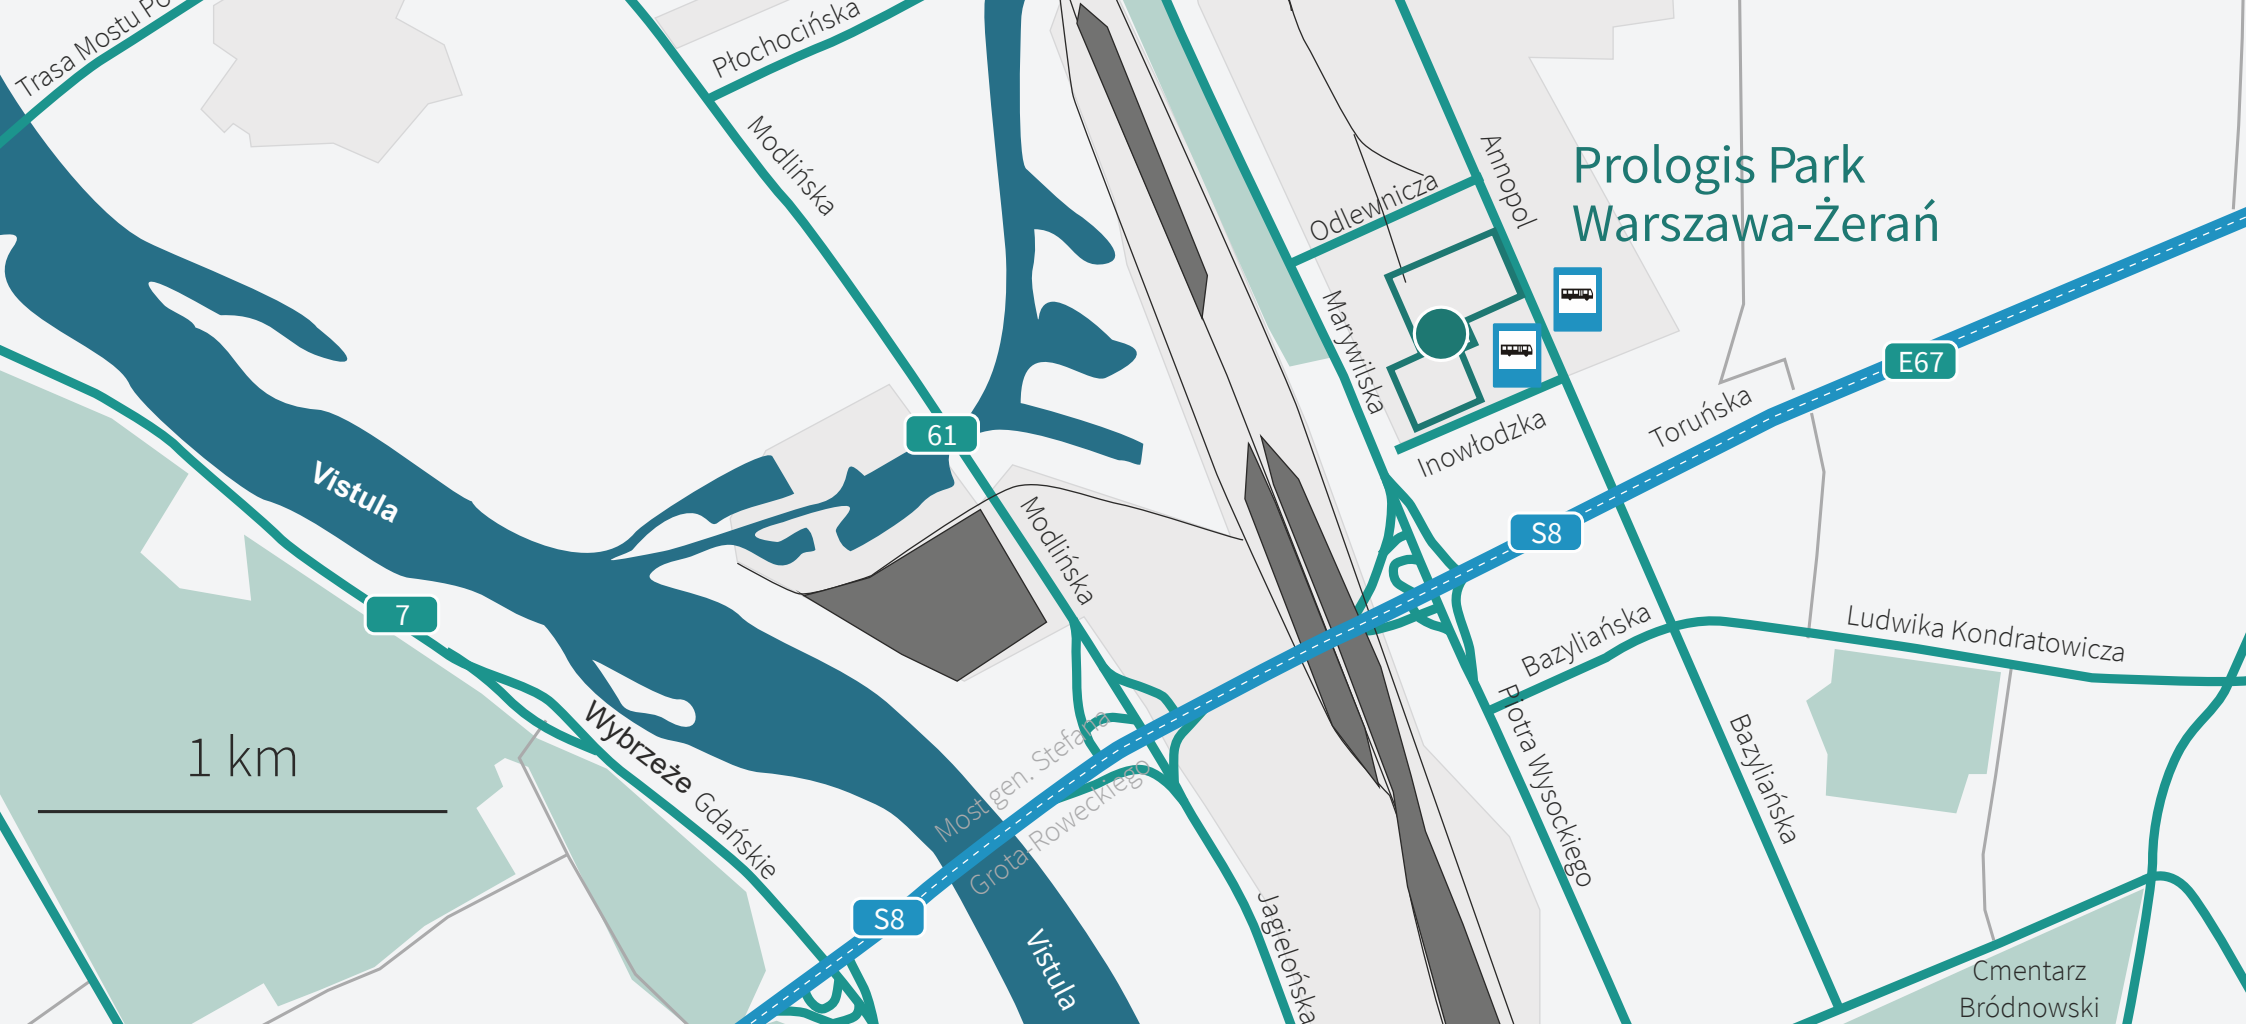 Trasa Mostu Pó
Płochocińska
Modlińska
Annopol
Prologis Park
Warszawa-Żerań
Odlewnicza
Marywilska
E67
Toruńska
Inowłodzka
61
Vistula
Modlińska
S8
7
Bazyliańska
Ludwika Kondratowicza
Piotra Wysockiego
Bazyliańska
1 km
Wybrzeże Gdańskie
Most gen. Stefana
Grota-Roweckiego
S8
Vistula
Jagielońska
Cmentarz
Bródnowski